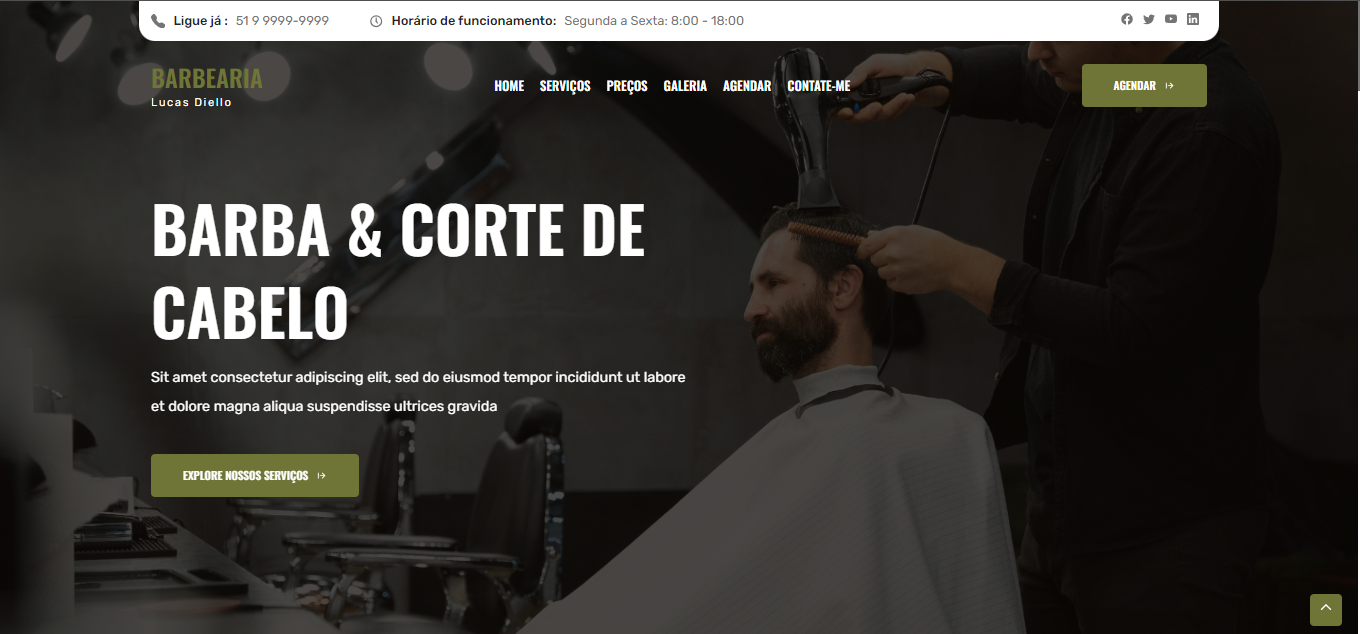 Ligue já : 51 9 9999-9999 Horário de funcionamento: Segunda a Sexta: 8:00 - 18:00
BARBEARIA
Lucas Diello
HOME SERVIÇOS PREÇOS GALERIA AGENDAR CONTATE-ME
AGENDAR
BARBA & CORTE DE
CABELO
Sit amet consectetur adipiscing elit, sed do eiusmod tempor incididunt ut labore
et dolore magna aliqua suspendisse ultrices gravida
EXPLORE NOSSOS SERVIÇOS